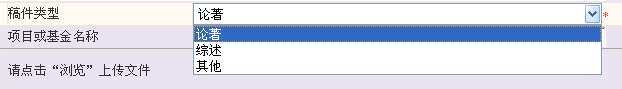 稿件类型 论著 *
论著
项目或基金名称
综述
其他
请点击“浏览”上传文件